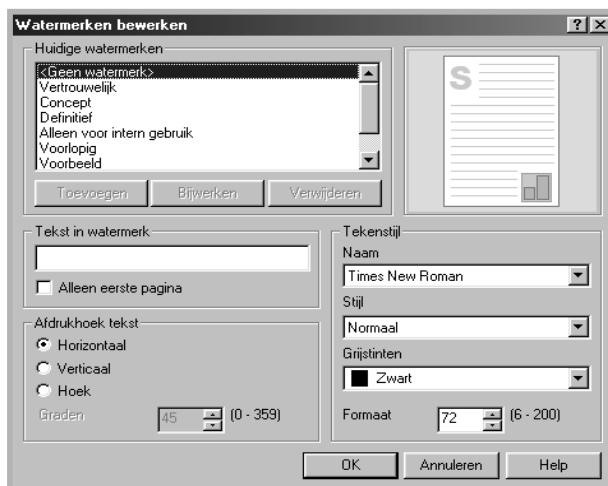 Watermerken bewerken
Huidige watermerken
<Geen watermerk>
Vertrouwelijk
Concept
Definitief
Alleen voor intern gebruik
Voorlopig
Voorbeeld
Toevoegen Bijwerken Verwijderen
S
Tekst in watermerk
Alleen eerste pagina
Afdrukhoek tekst
Horizontaal
Verticaal
Hoek
Graden 45 (0 - 359)
Tekenstijl
Naam
Times New Roman
Stijl
Normaal
Grijstinten
Zwart
Formaat 72 (6 - 200)
OK Annuleren Help